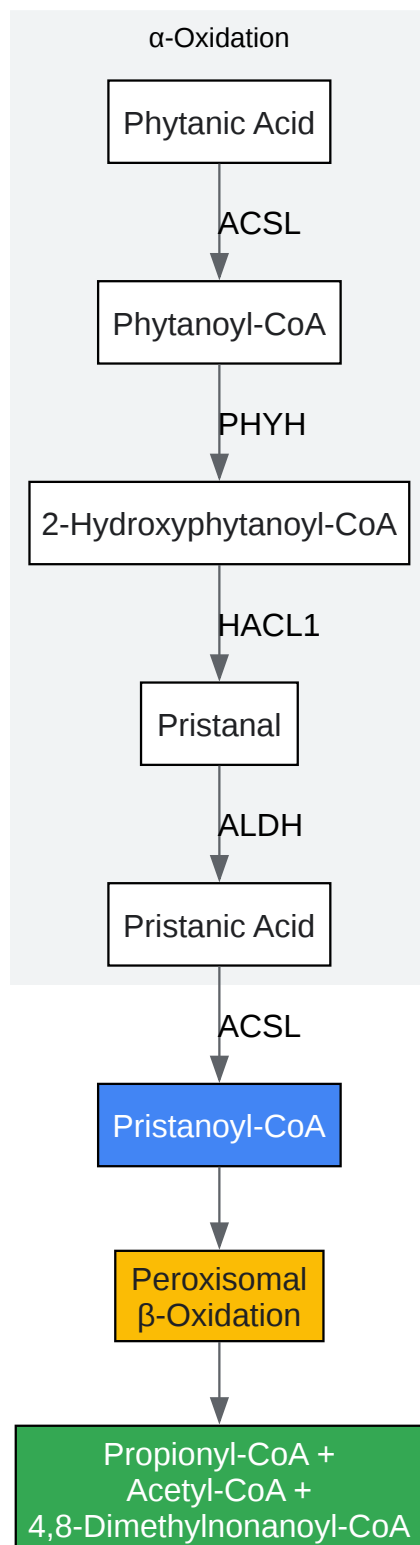 α-Oxidation
Phytanic Acid
ACSL
Phytanoyl-CoA
PHYH
2-Hydroxyphytanoyl-CoA
HACL1
Pristanal
ALDH
Pristanic Acid
ACSL
Pristanoyl-CoA
Peroxisomal
β-Oxidation
Propionyl-CoA +
Acetyl-CoA +
4,8-Dimethylnonanoyl-CoA